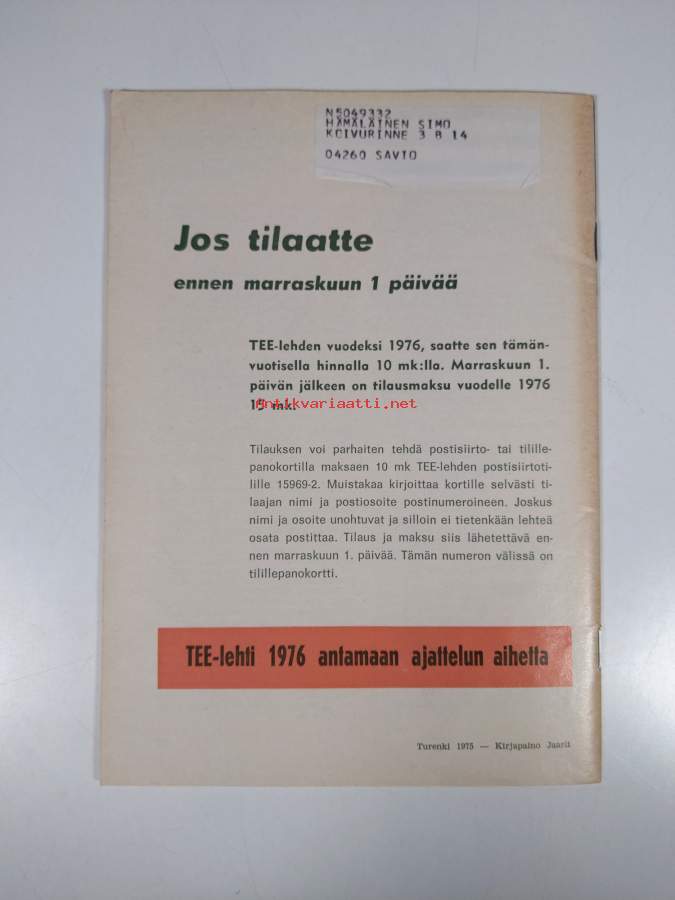 N5049332
HÄMÄLÄINEN SIMO
KOIVURINNE 3 B 14
04260 SAVIO
Jos tilaatte
ennen marraskuun 1 päivää
TEE-lehden vuodeksi 1976, saatte sen tämän-
vuotisella hinnalla 10 mk:lla. Marraskuun 1.
päivän jälkeen on tilausmaksu vuodelle 1976
15 mk.
antikvariaatti.net
Tilauksen voi parhaiten tehdä postisiirto- tai tilille-
panokortilla maksaen 10 mk TEE-lehden postisiirtoti-
lille 15969-2. Muistakaa kirjoittaa kortille selvästi ti-
laajan nimi ja postiosoite postinumeroineen. Joskus
nimi ja osoite unohtuvat ja silloin ei tietenkään lehteä
osata postittaa. Tilaus ja maksu siis lähetettävä en-
nen marraskuun 1. päivää. Tämän numeron välissä on
tilillepanokortti.
TEE-lehti 1976 antamaan ajattelun aihetta
Turenki 1975 — Kirjapaino Jaarit